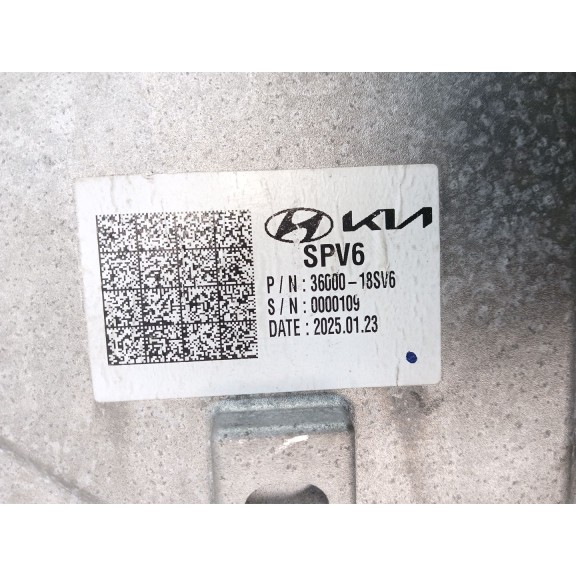 KIA
SPV6
P/N : 36000-18SV6
S/N : 0000109
DATE : 2025.01.23